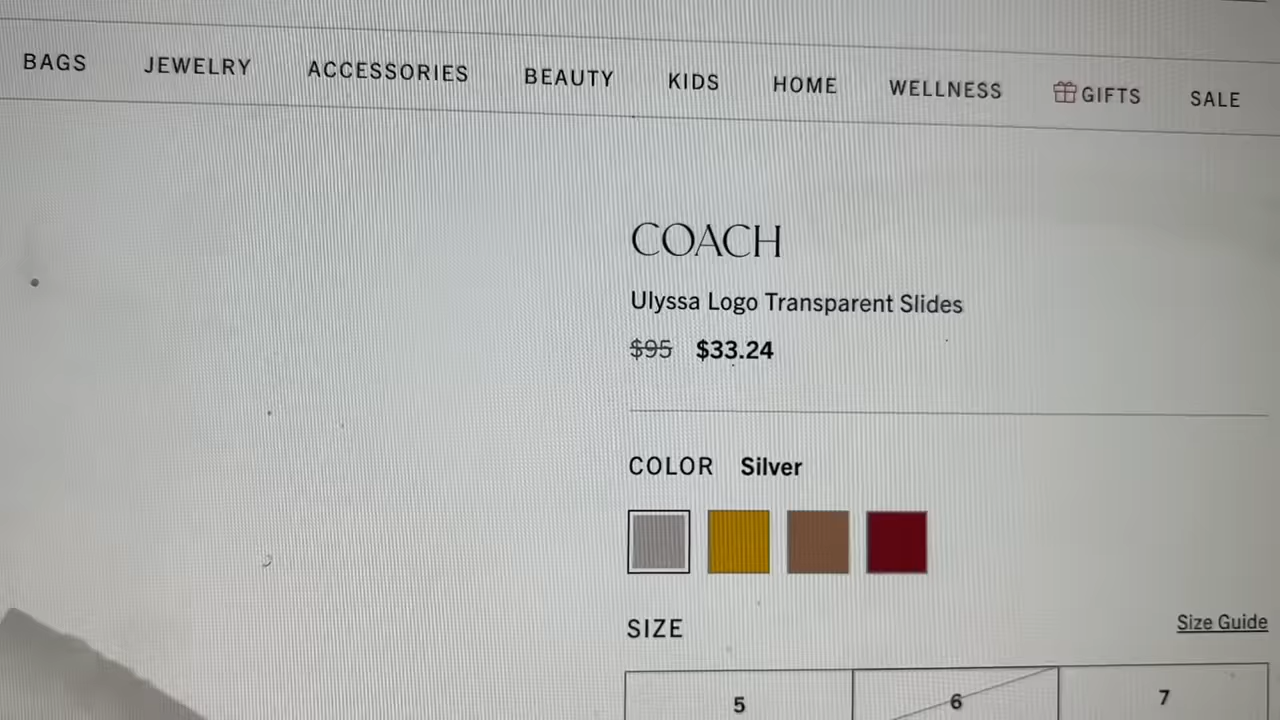 BAGS JEWELRY ACCESSORIES BEAUTY KIDS HOME WELLNESS GIFTS SALE
COACH
Ulyssa Logo Transparent Slides
$95 $33.24
COLOR Silver
SIZE Size Guide
5 6 7